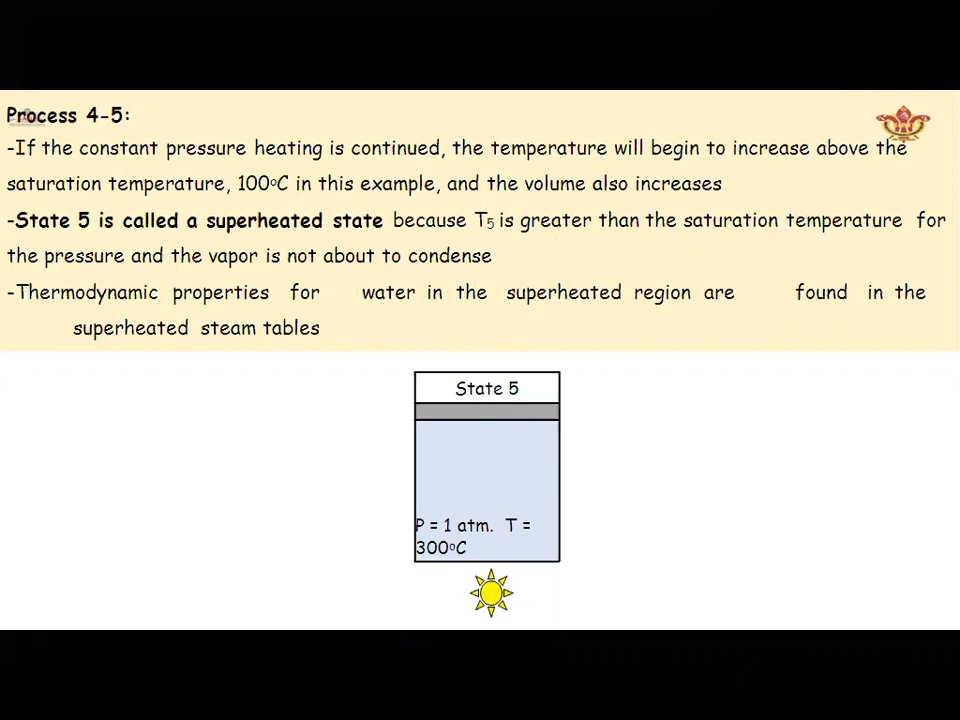 Process 4-5:
-If the constant pressure heating is continued, the temperature will begin to increase above the
saturation temperature, 100ºC in this example, and the volume also increases
-State 5 is called a superheated state because T5 is greater than the saturation temperature for
the pressure and the vapor is not about to condense
-Thermodynamic properties for water in the superheated region are found in the
superheated steam tables
State 5
P = 1 atm. T =
300ºC